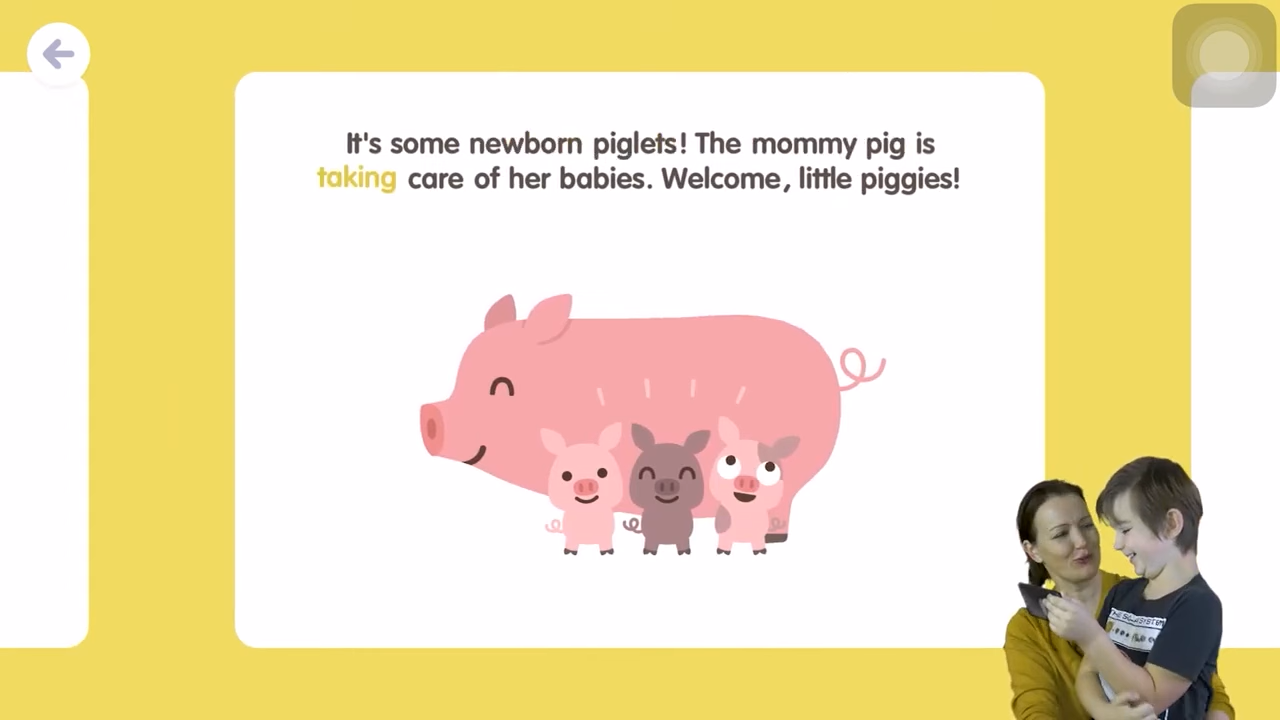 It's some newborn piglets! The mommy pig is
taking care of her babies. Welcome, little piggies!